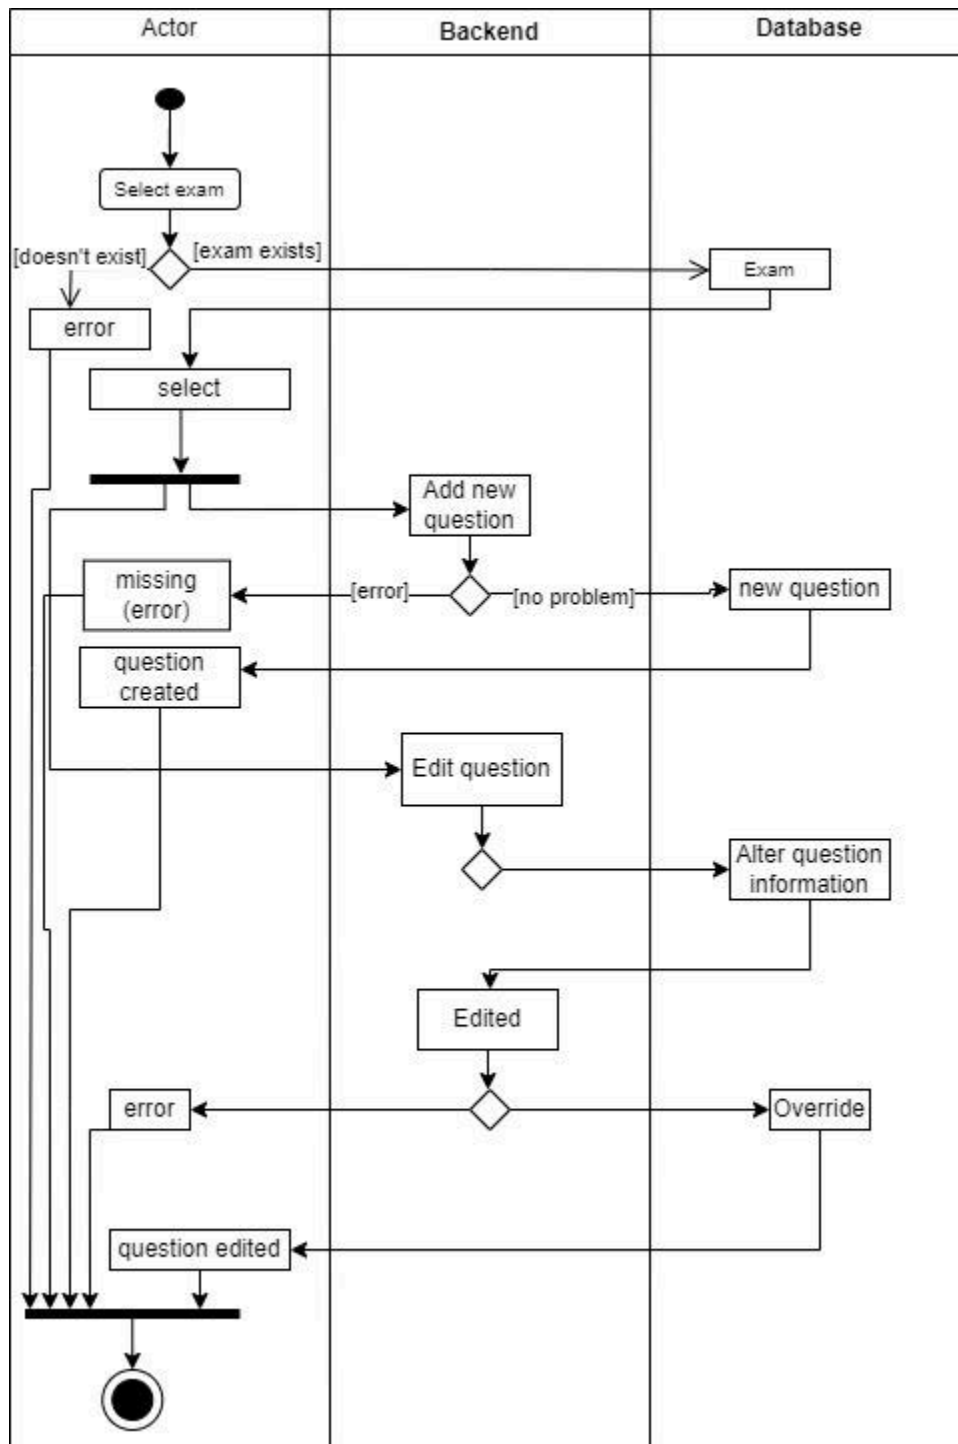 Actor
Backend
Database
Select exam
[doesn't exist]
[exam exists]
Exam
error
select
Add new
question
missing
(error)
[error]
[no problem]
new question
question
created
Edit question
Alter question
information
Edited
error
Override
question edited